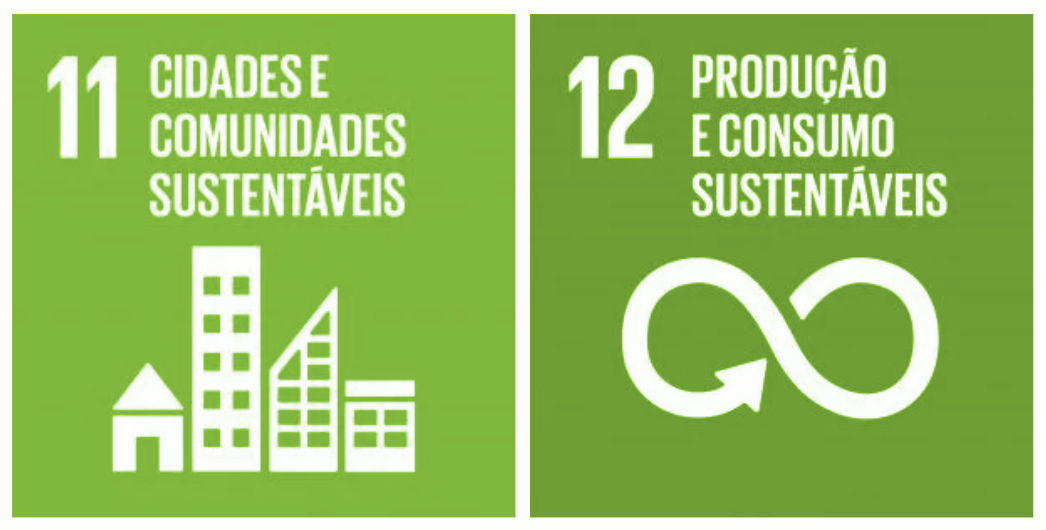 11 CIDADES E
COMUNIDADES
SUSTENTÁVEIS
12 PRODUÇÃO
E CONSUMO
SUSTENTÁVEIS